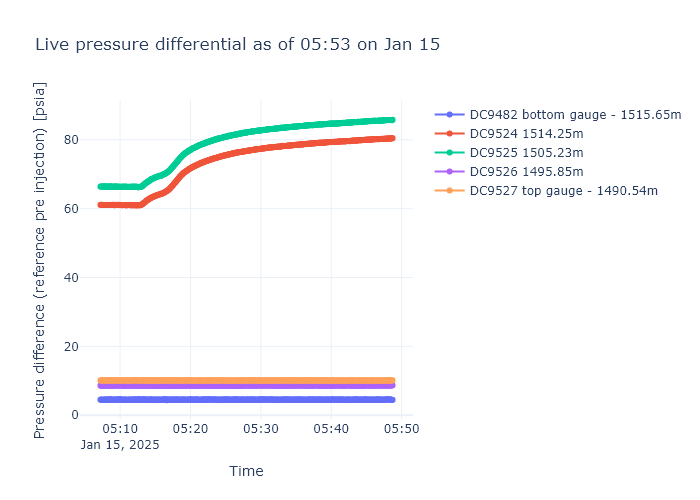 Live pressure differential as of 05:53 on Jan 15
Pressure difference (reference pre injection) [psia]
80
60
40
20
0
05:10
05:20
05:30
05:40
05:50
Jan 15, 2025
Time
DC9482 bottom gauge - 1515.65m
DC9524 1514.25m
DC9525 1505.23m
DC9526 1495.85m
DC9527 top gauge - 1490.54m